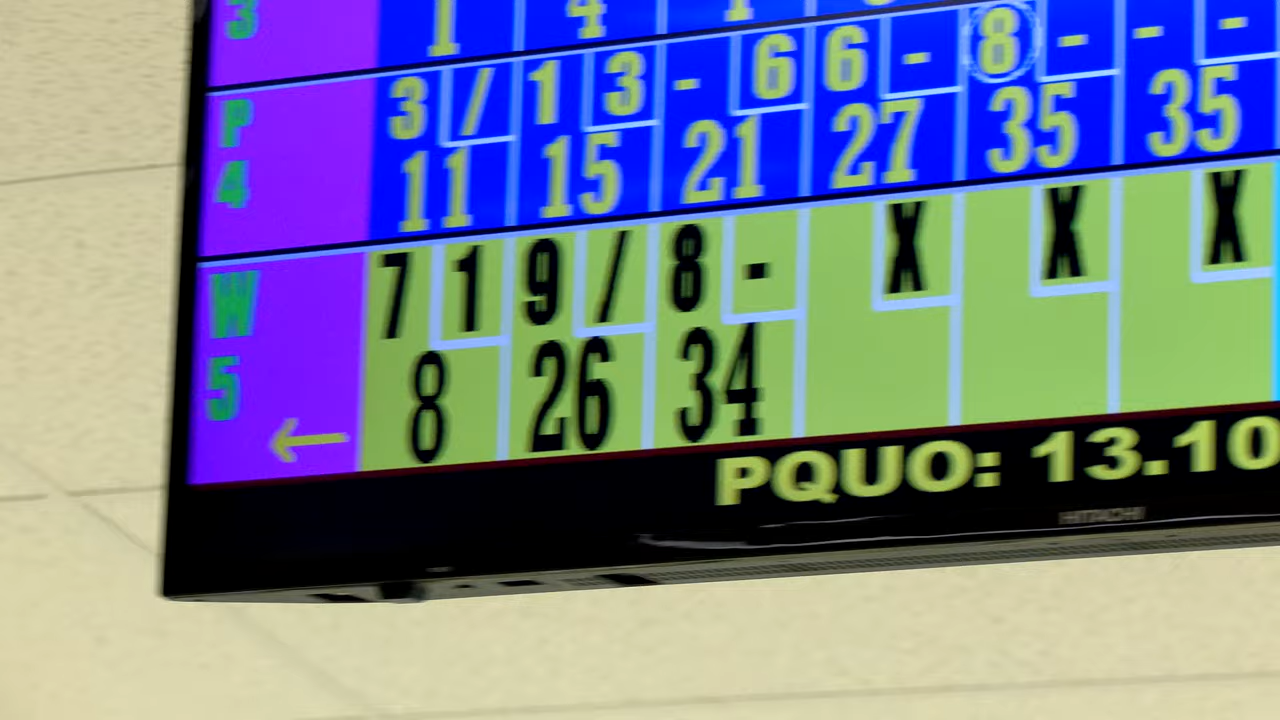 3 1 4 1
P 3 / 1 3 - 6 6 - 8 - - -
4 11 15 21 27 35 35
W 7 1 9 / 8 - X X X
5 8 26 34
←
PQUO: 13.10
HITACHI